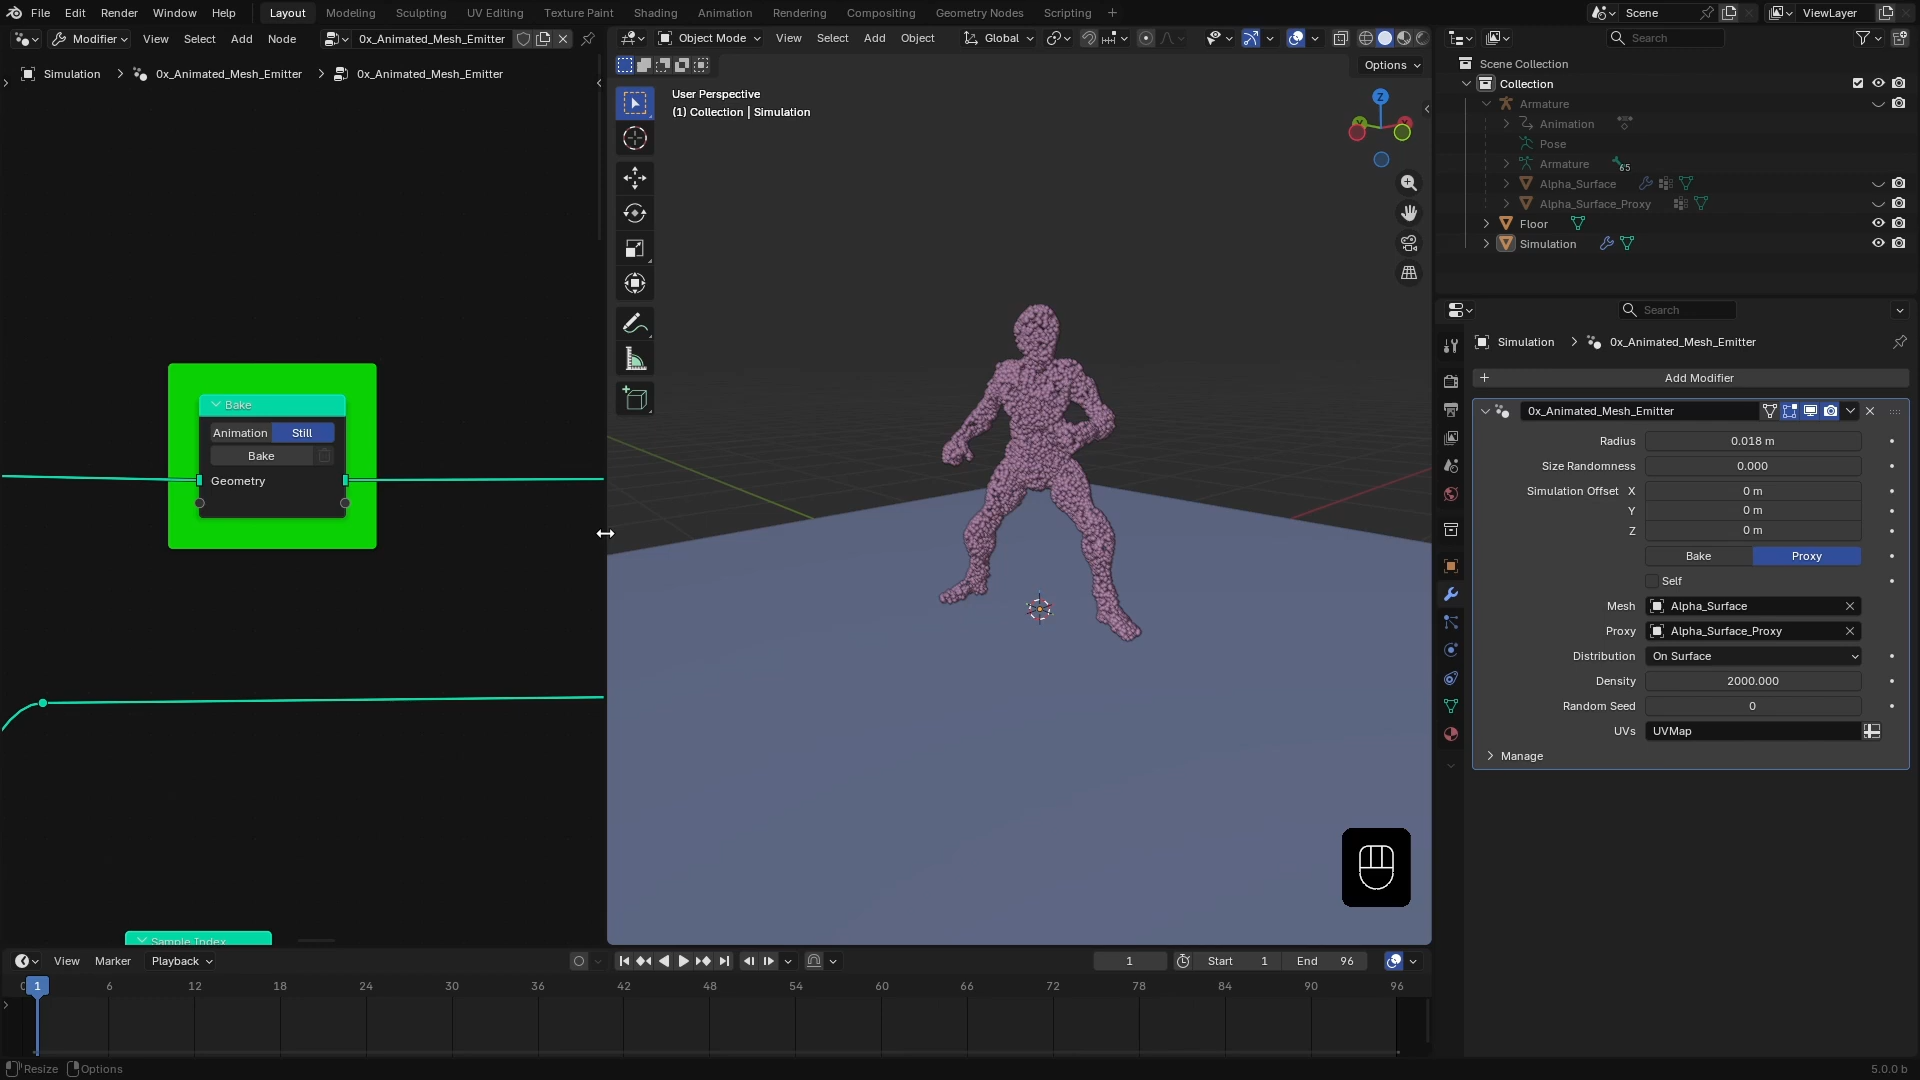 File Edit Render Window Help Layout Modeling Sculpting UV Editing Texture Paint Shading Animation Rendering Compositing Geometry Nodes Scripting + Scene ViewLayer
Modifier View Select Add Node 0x_Animated_Mesh_Emitter
Object Mode View Select Add Object Global
Search
Options
Simulation > 0x_Animated_Mesh_Emitter > 0x_Animated_Mesh_Emitter
User Perspective
(1) Collection | Simulation
Z
Bake
Animation Still
Bake
Geometry
Sample Index
Scene Collection
Collection
Armature
Animation
Pose
Armature 65
Alpha_Surface
Alpha_Surface_Proxy
Floor
Simulation
Search
Simulation > 0x_Animated_Mesh_Emitter
+ Add Modifier
0x_Animated_Mesh_Emitter
Radius 0.018 m
Size Randomness 0.000
Simulation Offset X 0 m
Y 0 m
Z 0 m
Bake Proxy
Self
Mesh Alpha_Surface
Proxy Alpha_Surface_Proxy
Distribution On Surface
Density 2000.000
Random Seed 0
UVs UVMap
Manage
View Marker Playback 1 Start 1 End 96
0 1 6 12 18 24 30 36 42 48 54 60 66 72 78 84 90 96
Resize Options 5.0.0 b